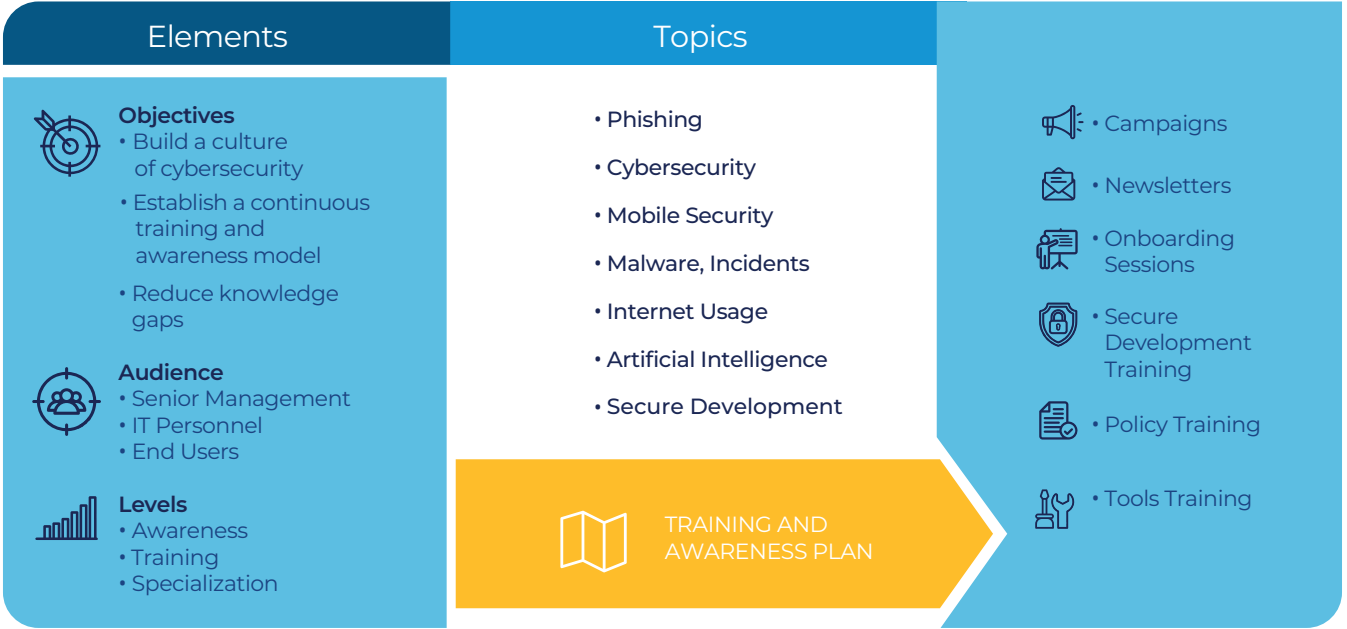 Elements
Objectives
• Build a culture
of cybersecurity
• Establish a continuous
training and
awareness model
• Reduce knowledge
gaps
Audience
• Senior Management
• IT Personnel
• End Users
Levels
• Awareness
• Training
• Specialization
Topics
• Phishing
• Cybersecurity
• Mobile Security
• Malware, Incidents
• Internet Usage
• Artificial Intelligence
• Secure Development
TRAINING AND
AWARENESS PLAN
• Campaigns
• Newsletters
• Onboarding
Sessions
• Secure
Development
Training
• Policy Training
• Tools Training